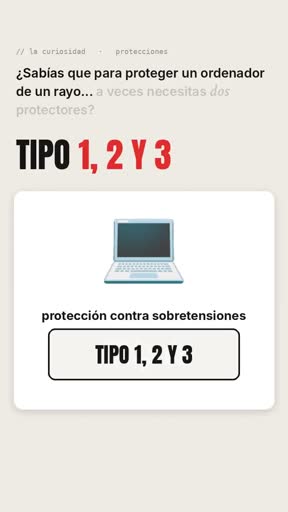 // la curiosidad · protecciones
¿Sabías que para proteger un ordenador
de un rayo... a veces necesitas dos
protectores?
TIPO 1, 2 Y 3
protección contra sobretensiones
TIPO 1, 2 Y 3